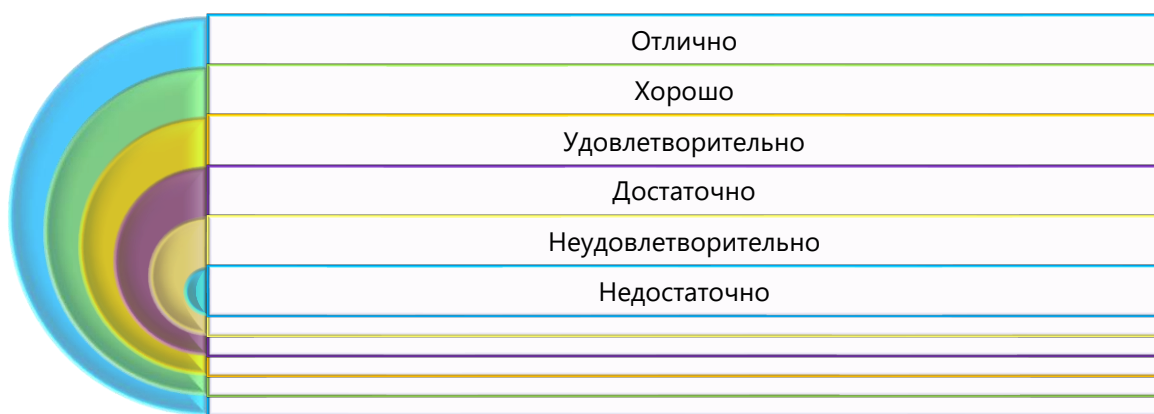 Отлично
Хорошо
Удовлетворительно
Достаточно
Неудовлетворительно
Недостаточно